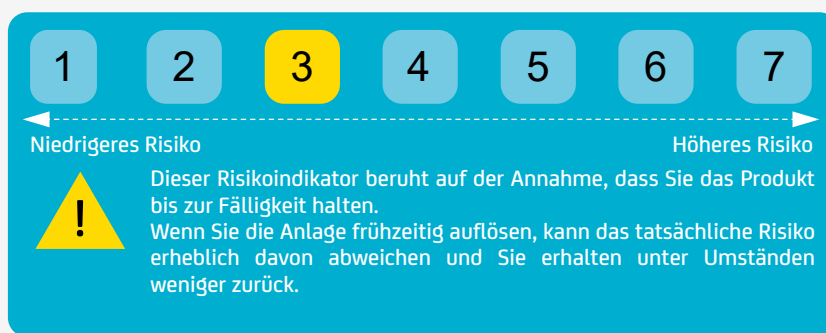 1 2 3 4 5 6 7
Niedrigeres Risiko Höheres Risiko
!
Dieser Risikoindikator beruht auf der Annahme, dass Sie das Produkt
bis zur Fälligkeit halten.
Wenn Sie die Anlage frühzeitig auflösen, kann das tatsächliche Risiko
erheblich davon abweichen und Sie erhalten unter Umständen
weniger zurück.